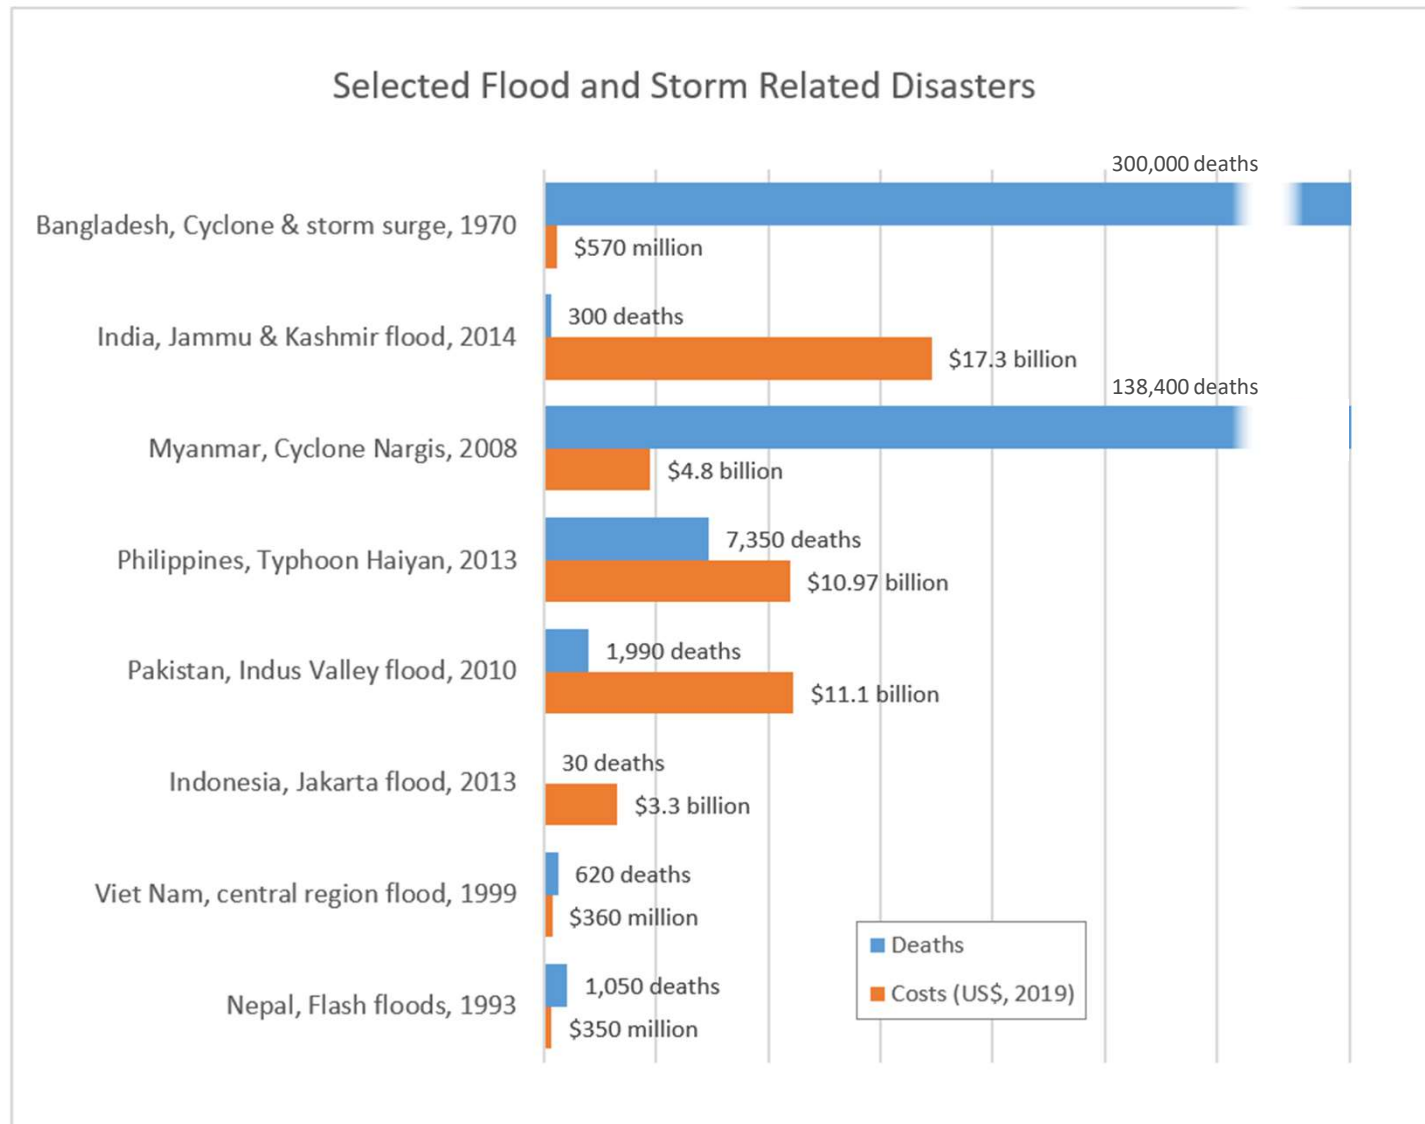 Selected Flood and Storm Related Disasters
300,000 deaths
Bangladesh, Cyclone & storm surge, 1970
$570 million
300 deaths
India, Jammu & Kashmir flood, 2014
$17.3 billion
138,400 deaths
Myanmar, Cyclone Nargis, 2008
$4.8 billion
7,350 deaths
Philippines, Typhoon Haiyan, 2013
$10.97 billion
1,990 deaths
Pakistan, Indus Valley flood, 2010
$11.1 billion
30 deaths
Indonesia, Jakarta flood, 2013
$3.3 billion
620 deaths
Viet Nam, central region flood, 1999
$360 million
Deaths
1,050 deaths
Nepal, Flash floods, 1993
Costs (US$, 2019)
$350 million